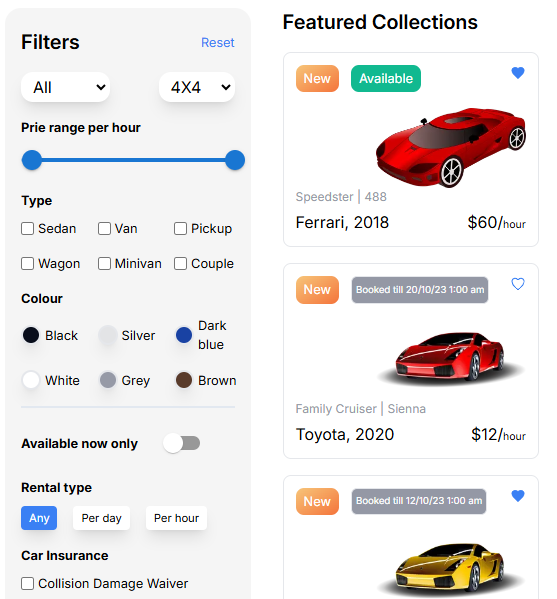 Filters
Reset
All
4X4
Prie range per hour
Type
Sedan
Van
Pickup
Wagon
Minivan
Couple
Colour
Black
Silver
Dark
blue
White
Grey
Brown
Available now only
Rental type
Any
Per day
Per hour
Car Insurance
Collision Damage Waiver
Featured Collections
New
Available
Speedster | 488
Ferrari, 2018
$60/hour
New
Booked till 20/10/23 1:00 am
Family Cruiser | Sienna
Toyota, 2020
$12/hour
New
Booked till 12/10/23 1:00 am